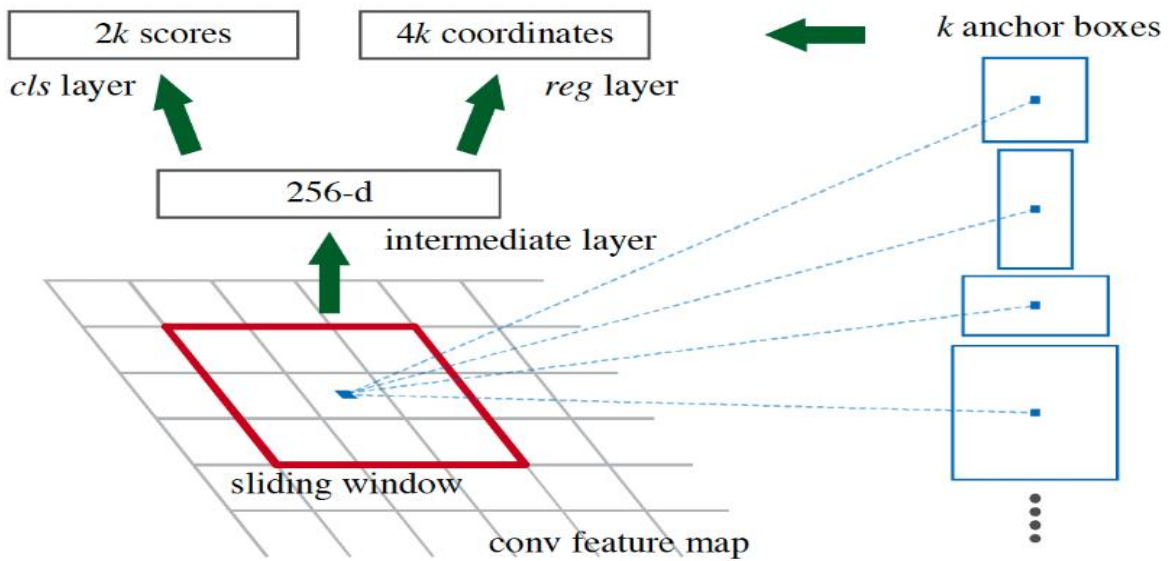 2k scores
4k coordinates
k anchor boxes
cls layer
reg layer
256-d
intermediate layer
sliding window
conv feature map